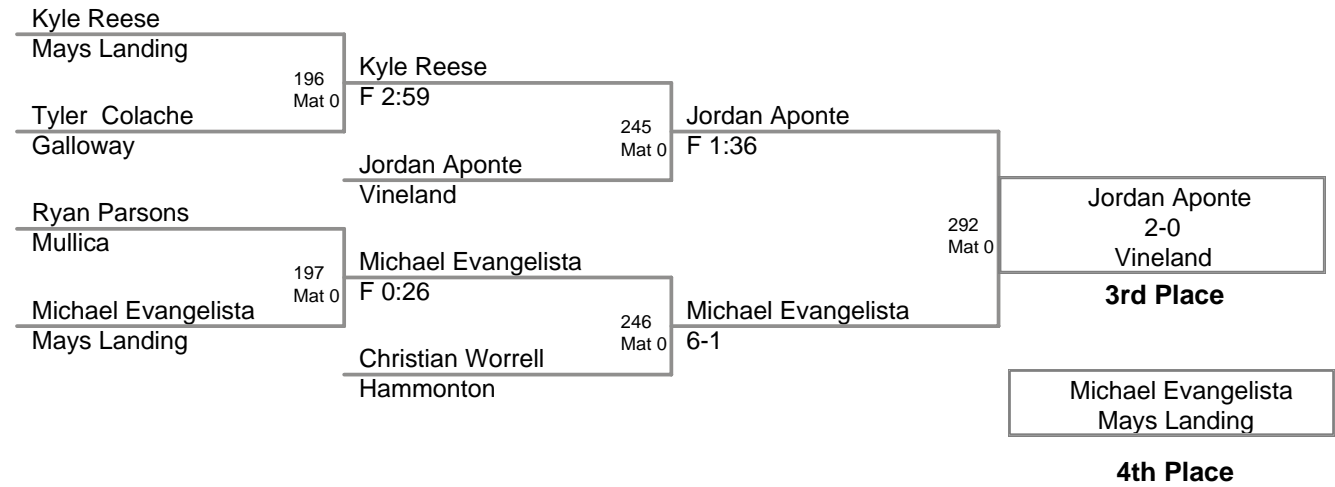 Kyle Reese
Mays Landing
196
Mat 0
Kyle Reese
F 2:59
Tyler  Colache
Galloway
245
Mat 0
Jordan Aponte
F 1:36
Jordan Aponte
Vineland
Ryan Parsons
Mullica
292
Mat 0
Jordan Aponte
2-0
Vineland
3rd Place
197
Mat 0
Michael Evangelista
F 0:26
Michael Evangelista
Mays Landing
246
Mat 0
Michael Evangelista
6-1
Christian Worrell
Hammonton
Michael Evangelista
Mays Landing
4th Place